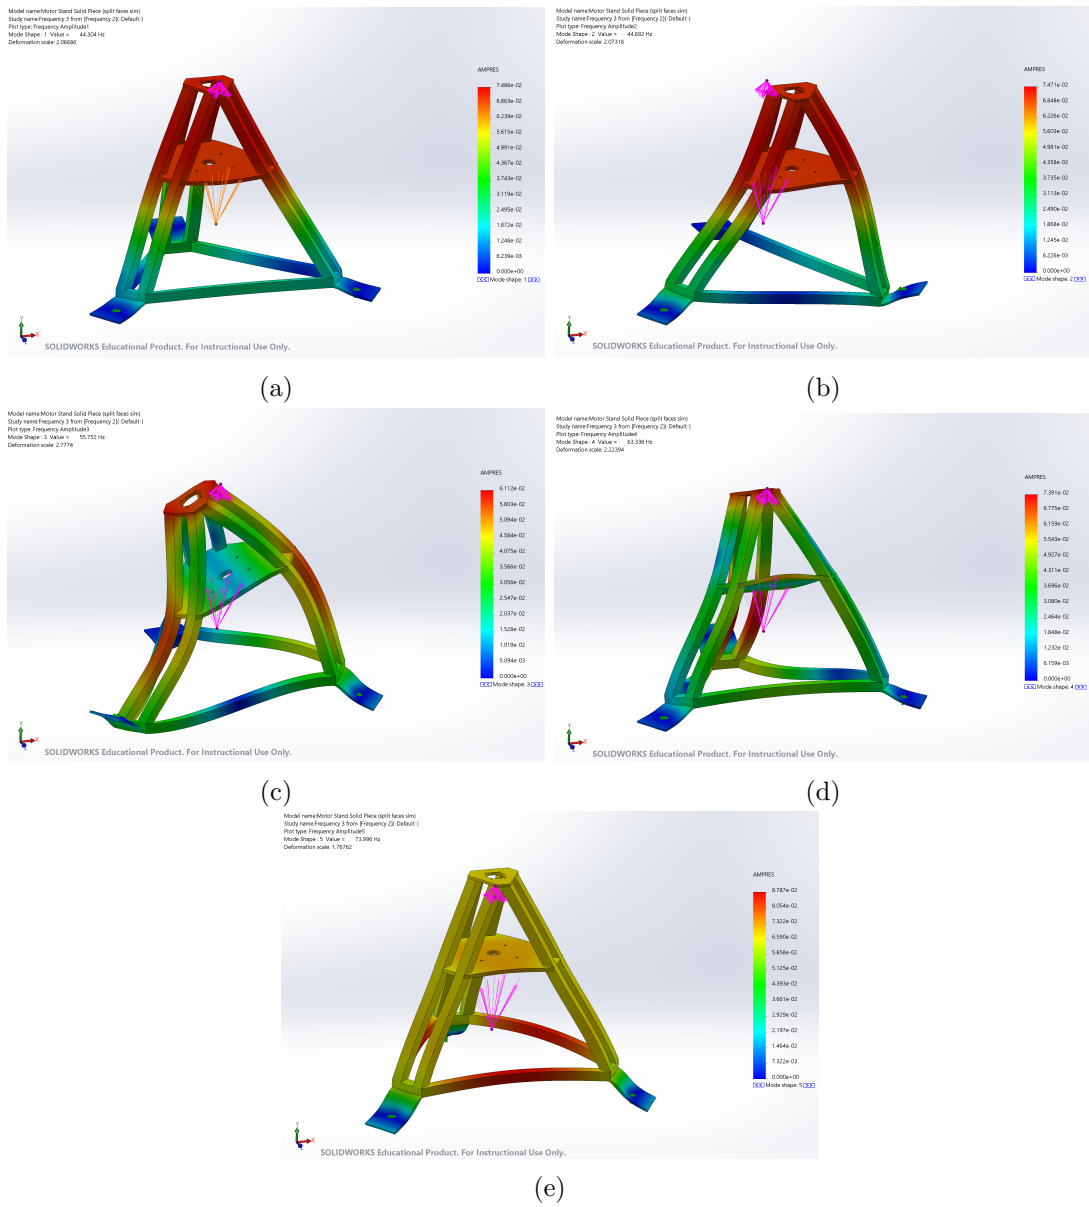 Model name:Motor Stand Solid Piece (split faces sim)
Study name:Frequency 3 from [Frequency 2](-Default-)
Plot type: Frequency Amplitude1
Mode Shape : 1 Value = 44.304 Hz
Deformation scale: 2.06686
AMPRES
7.486e-02
6.863e-02
6.239e-02
5.615e-02
4.991e-02
4.367e-02
3.743e-02
3.119e-02
2.495e-02
1.872e-02
1.248e-02
6.239e-03
0.000e+00
<< Mode shape: 1 >>
Y
X
SOLIDWORKS Educational Product. For Instructional Use Only.
(a)
Model name:Motor Stand Solid Piece (split faces sim)
Study name:Frequency 3 from [Frequency 2](-Default-)
Plot type: Frequency Amplitude2
Mode Shape : 2 Value = 44.692 Hz
Deformation scale: 2.07318
AMPRES
7.471e-02
6.848e-02
6.226e-02
5.603e-02
4.981e-02
4.358e-02
3.735e-02
3.113e-02
2.490e-02
1.868e-02
1.245e-02
6.226e-03
0.000e+00
<< Mode shape: 2 >>
Y
X
SOLIDWORKS Educational Product. For Instructional Use Only.
(b)
Model name:Motor Stand Solid Piece (split faces sim)
Study name:Frequency 3 from [Frequency 2](-Default-)
Plot type: Frequency Amplitude3
Mode Shape : 3 Value = 55.752 Hz
Deformation scale: 2.7774
AMPRES
6.112e-02
5.603e-02
5.094e-02
4.584e-02
4.075e-02
3.566e-02
3.056e-02
2.547e-02
2.037e-02
1.528e-02
1.019e-02
5.094e-03
0.000e+00
<< Mode shape: 3 >>
Y
X
SOLIDWORKS Educational Product. For Instructional Use Only.
(c)
Model name:Motor Stand Solid Piece (split faces sim)
Study name:Frequency 3 from [Frequency 2](-Default-)
Plot type: Frequency Amplitude4
Mode Shape : 4 Value = 63.336 Hz
Deformation scale: 2.22394
AMPRES
7.391e-02
6.775e-02
6.159e-02
5.543e-02
4.927e-02
4.311e-02
3.696e-02
3.080e-02
2.464e-02
1.848e-02
1.232e-02
6.159e-03
0.000e+00
<< Mode shape: 4 >>
Y
X
SOLIDWORKS Educational Product. For Instructional Use Only.
(d)
Model name:Motor Stand Solid Piece (split faces sim)
Study name:Frequency 3 from [Frequency 2](-Default-)
Plot type: Frequency Amplitude5
Mode Shape : 5 Value = 73.996 Hz
Deformation scale: 1.76762
AMPRES
8.787e-02
8.054e-02
7.322e-02
6.590e-02
5.858e-02
5.125e-02
4.393e-02
3.661e-02
2.929e-02
2.197e-02
1.464e-02
7.322e-03
0.000e+00
<< Mode shape: 5 >>
Y
X
SOLIDWORKS Educational Product. For Instructional Use Only.
(e)